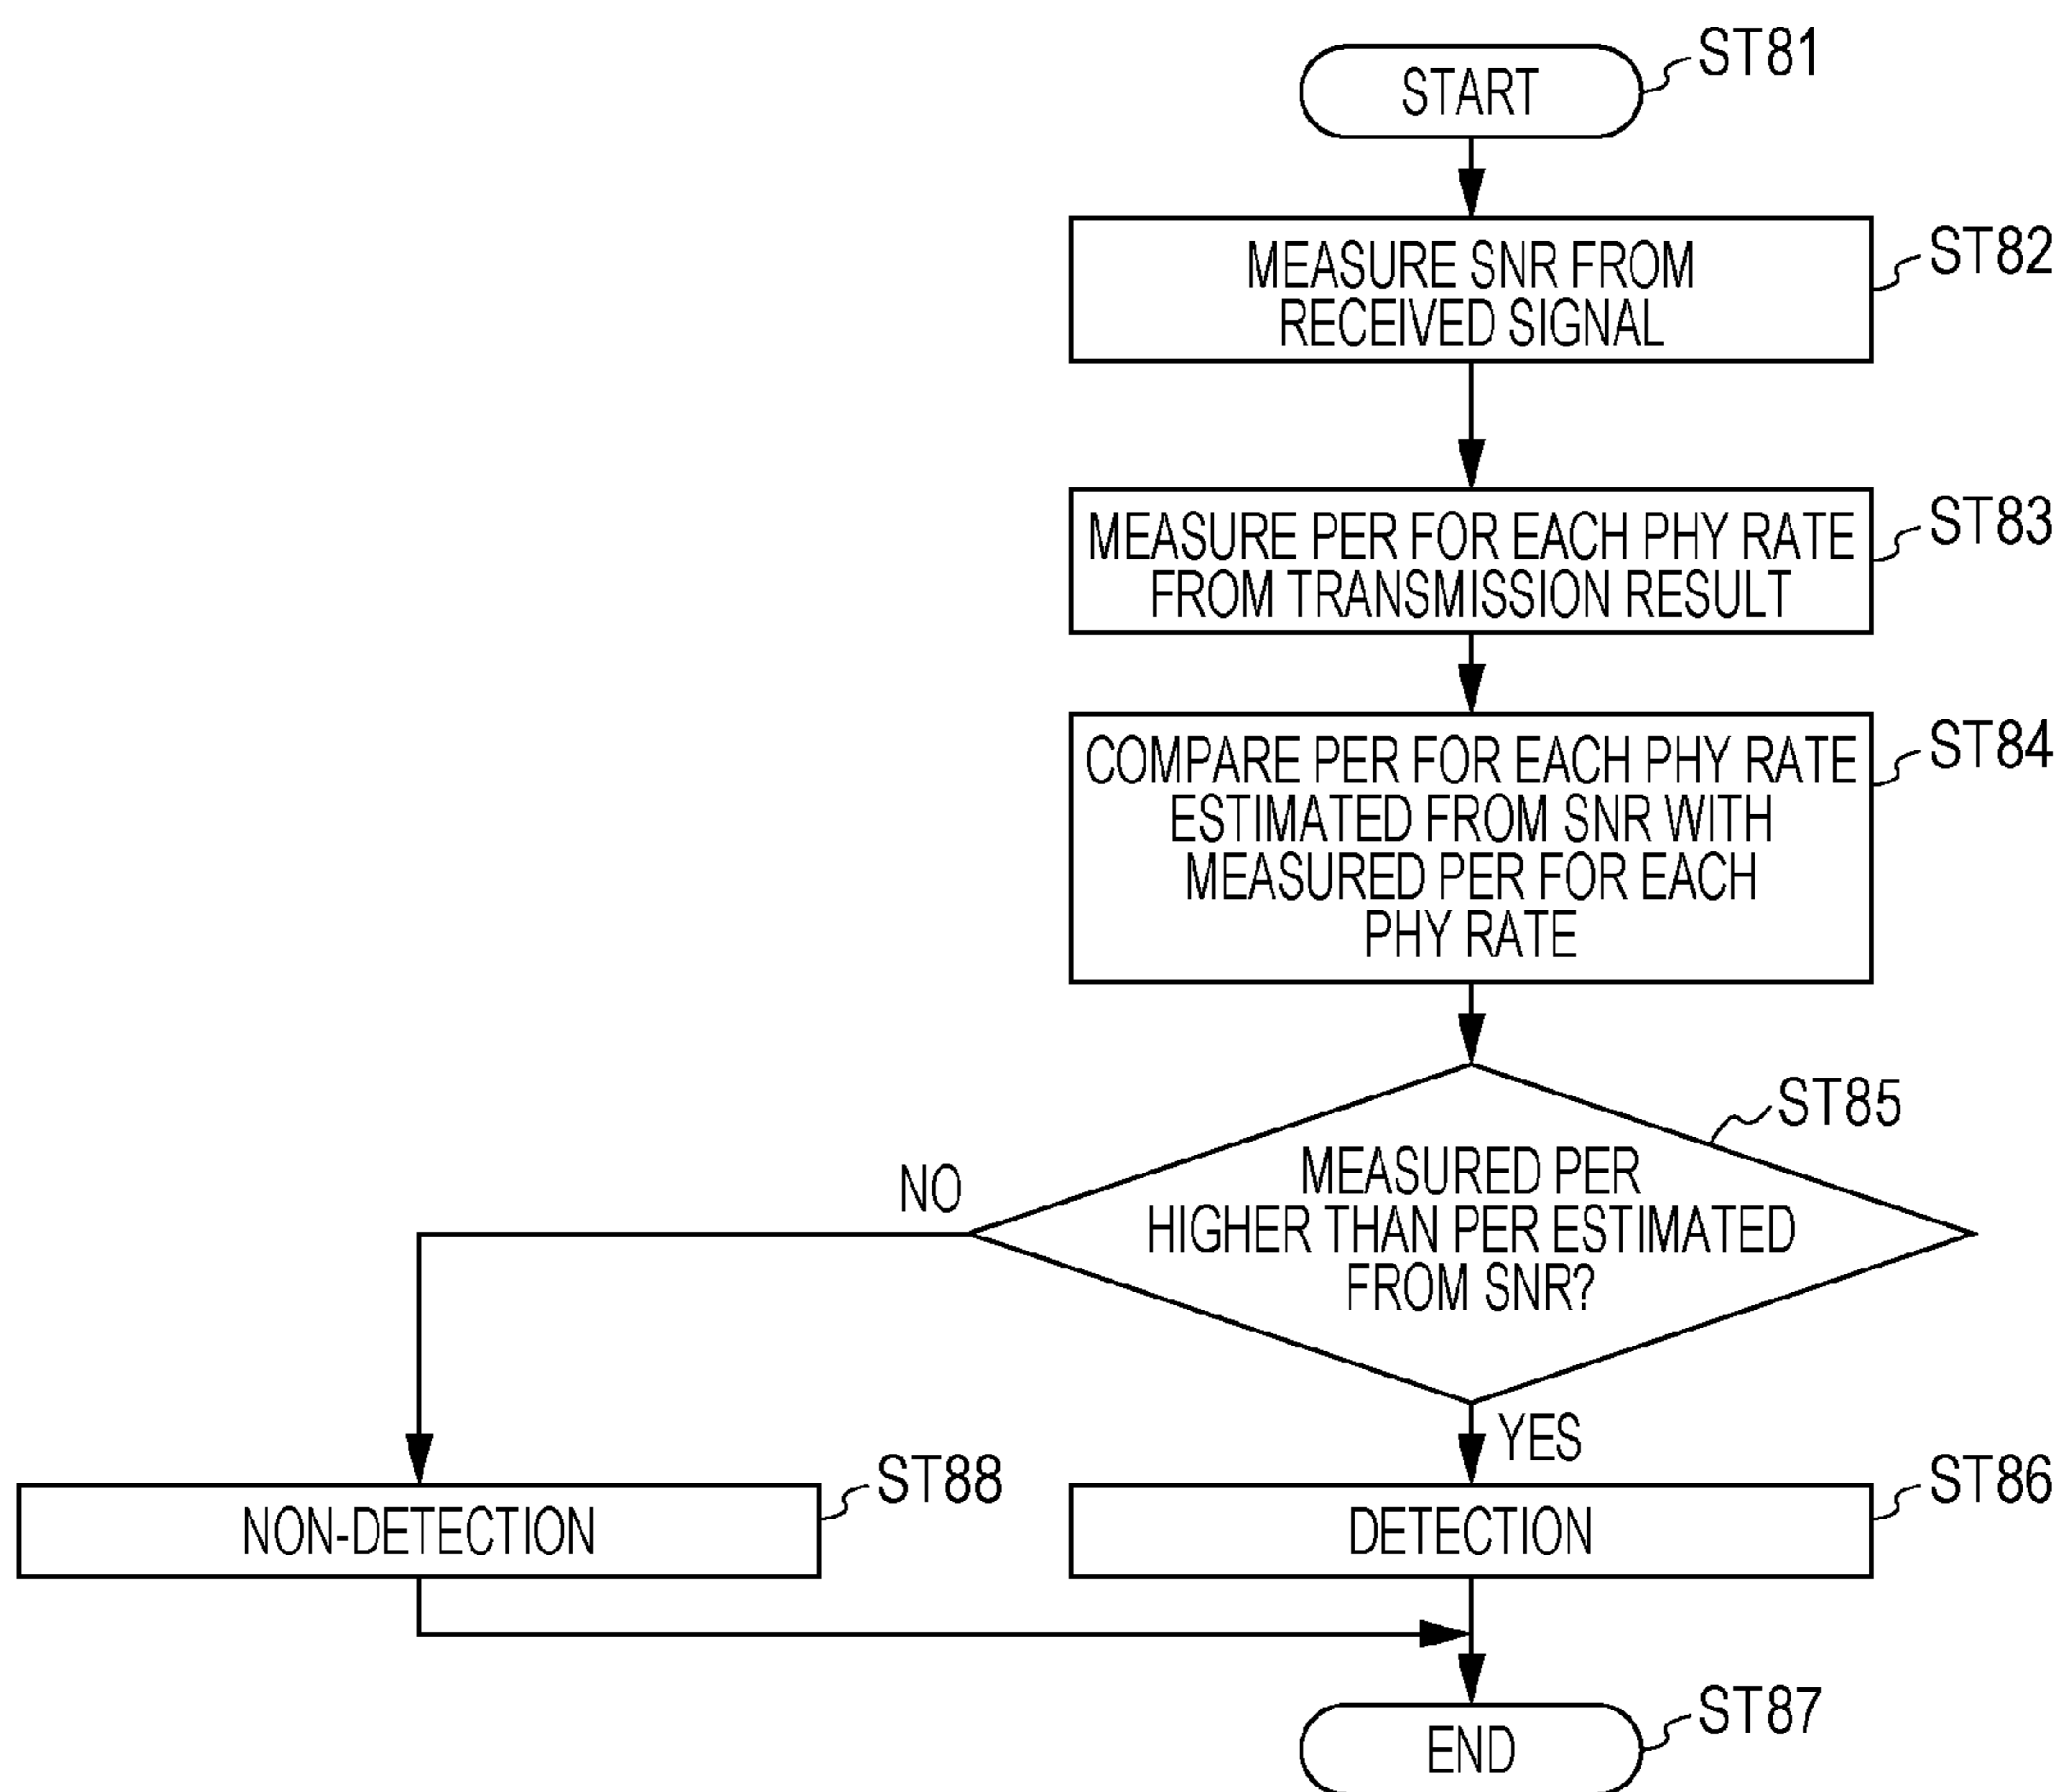 START
ST81
MEASURE SNR FROM
RECEIVED SIGNAL
ST82
MEASURE PER FOR EACH PHY RATE
FROM TRANSMISSION RESULT
ST83
COMPARE PER FOR EACH PHY RATE
ESTIMATED FROM SNR WITH
MEASURED PER FOR EACH
PHY RATE
ST84
MEASURED PER
HIGHER THAN PER ESTIMATED
FROM SNR?
ST85
NO
YES
NON-DETECTION
ST88
DETECTION
ST86
END
ST87